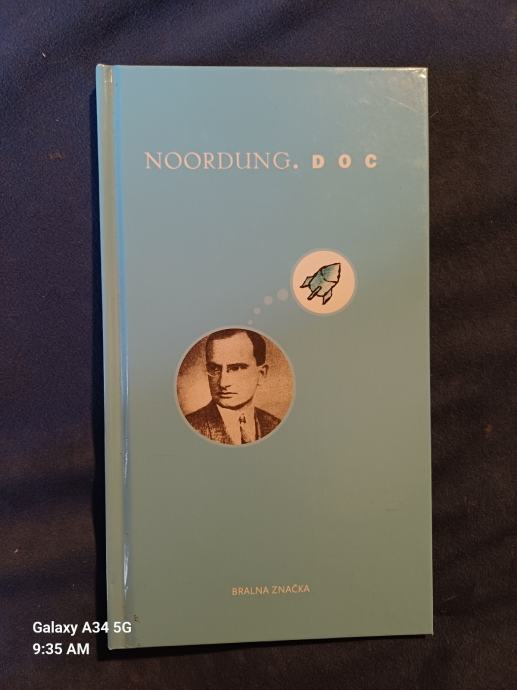 NOORDUNG. DOC
BRALNA ZNAČKA
Galaxy A34 5G
9:35 AM